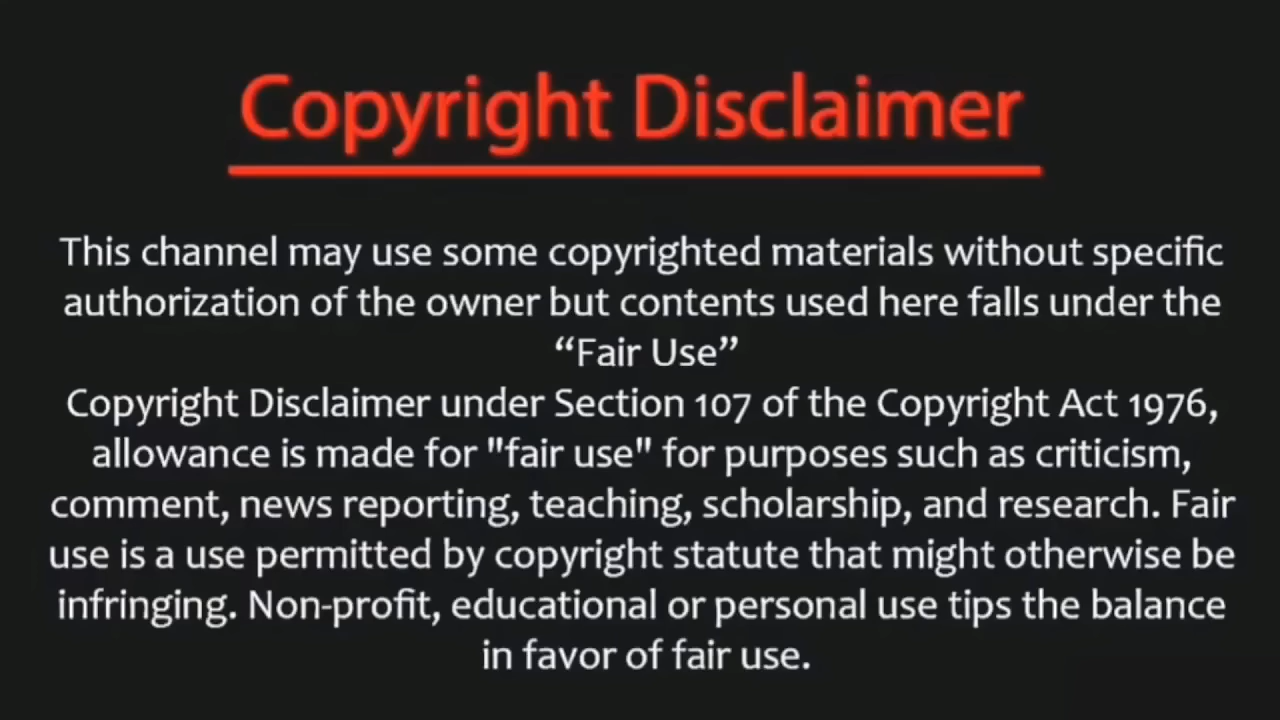 Copyright Disclaimer
This channel may use some copyrighted materials without specific
authorization of the owner but contents used here falls under the
“Fair Use”
Copyright Disclaimer under Section 107 of the Copyright Act 1976,
allowance is made for "fair use" for purposes such as criticism,
comment, news reporting, teaching, scholarship, and research. Fair
use is a use permitted by copyright statute that might otherwise be
infringing. Non-profit, educational or personal use tips the balance
in favor of fair use.